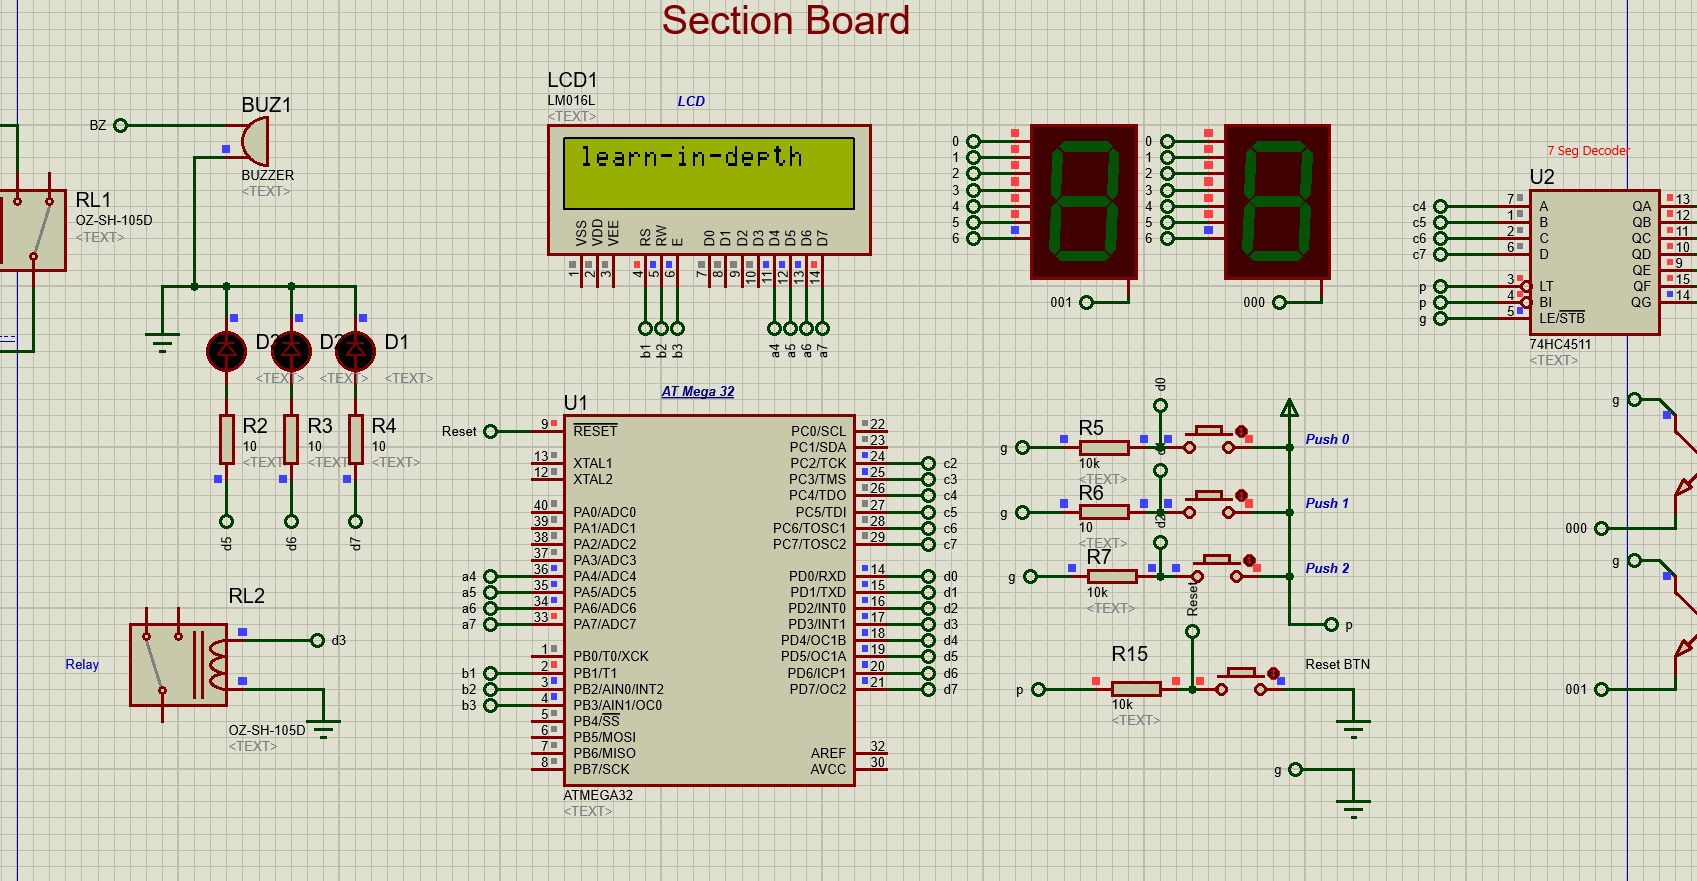 Section Board
LCD1
LM016L
LCD
<TEXT>
learn-in-depth
VSS VDD VEE RS RW E D0 D1 D2 D3 D4 D5 D6 D7
1 2 3 4 5 6 7 8 9 10 11 12 13 14
b1 b2 b3 a4 a5 a6 a7
BUZ1
BZ
BUZZER
<TEXT>
RL1
OZ-SH-105D
<TEXT>
0
1
2
3
4
5
6
001
0
1
2
3
4
5
6
000
7 Seg Decoder
U2
c4 7 A QA 13
c5 1 B QB 12
c6 2 C QC 11
c7 6 D QD 10
QE 9
p 3 LT QF 15
p 4 BI QG 14
g 5 LE/STB
74HC4511
<TEXT>
D2 D1
<TEXT> <TEXT> <TEXT>
R2 R3 R4
10 10 10
<TEXT> <TEXT> <TEXT>
d5 d6 d7
RL2
d3
Relay
OZ-SH-105D
<TEXT>
AT Mega 32
U1
Reset 9 RESET PC0/SCL 22
PC1/SDA 23
13 XTAL1 PC2/TCK 24 c2
12 XTAL2 PC3/TMS 25 c3
PC4/TDO 26 c4
40 PA0/ADC0 PC5/TDI 27 c5
39 PA1/ADC1 PC6/TOSC1 28 c6
38 PA2/ADC2 PC7/TOSC2 29 c7
37 PA3/ADC3
a4 36 PA4/ADC4 PD0/RXD 14 d0
a5 35 PA5/ADC5 PD1/TXD 15 d1
a6 34 PA6/ADC6 PD2/INT0 16 d2
a7 33 PA7/ADC7 PD3/INT1 17 d3
PD4/OC1B 18 d4
1 PB0/T0/XCK PD5/OC1A 19 d5
b1 2 PB1/T1 PD6/ICP1 20 d6
b2 3 PB2/AIN0/INT2 PD7/OC2 21 d7
b3 4 PB3/AIN1/OC0
5 PB4/SS
6 PB5/MOSI
7 PB6/MISO AREF 32
8 PB7/SCK AVCC 30
ATMEGA32
<TEXT>
d0
R5
g
10k
<TEXT>
Push 0
R6
g
10
<TEXT>
Push 1
d2
R7
g
10k
<TEXT>
Push 2
Reset
p
R15
p
10k
<TEXT>
Reset BTN
g
g
000
g
001